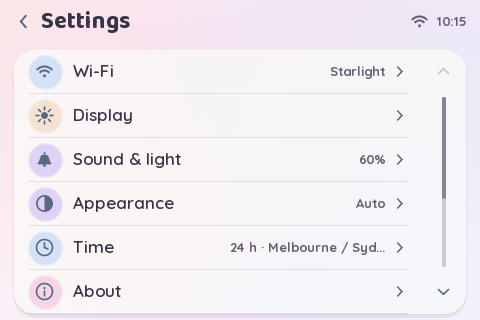 Settings 10:15
Wi-Fi Starlight
Display
Sound & light 60%
Appearance Auto
Time 24 h · Melbourne / Syd...
About